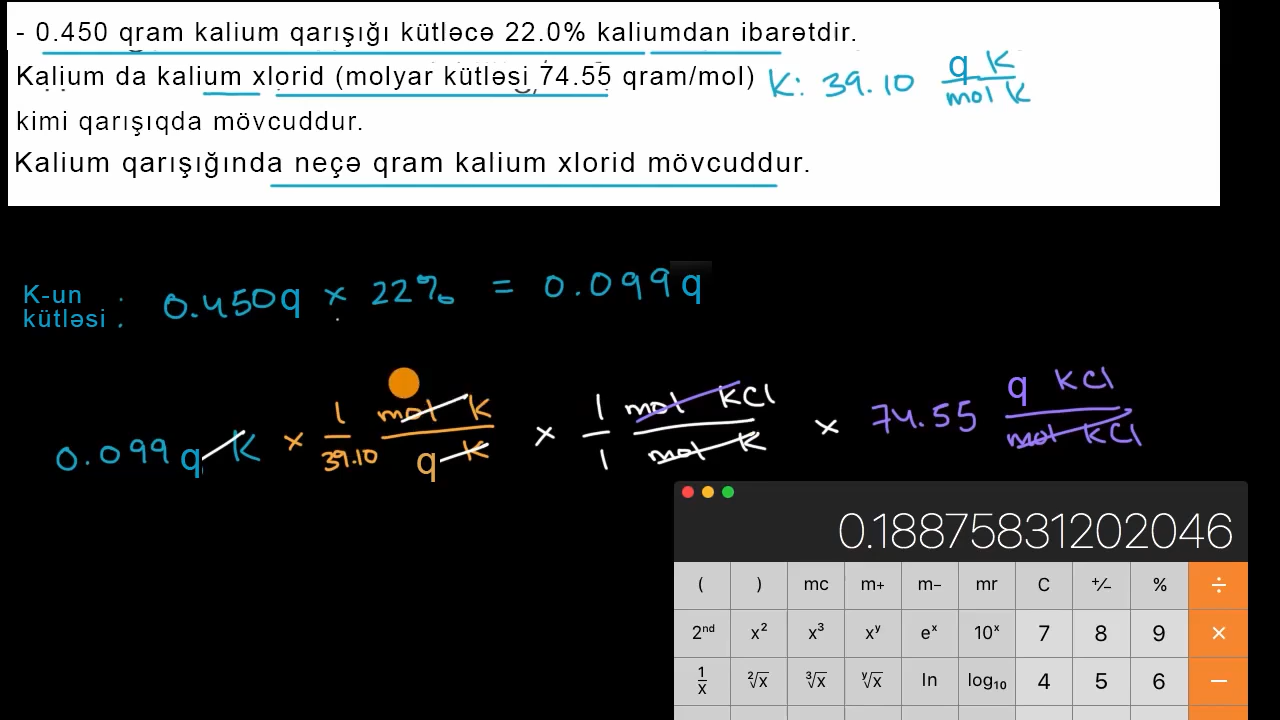 - 0.450 qram kalium qarışığı kütləcə 22.0% kaliumdan ibarətdir.
Kalium da kalium xlorid (molyar kütləsi 74.55 qram/mol) K: 39.10 q K / mol K
kimi qarışıqda mövcuddur.
Kalium qarışığında neçə qram kalium xlorid mövcuddur.
K-un kütləsi : 0.450q × 22% = 0.099q
0.099 q K × 1/39.10 mol K / q K × 1/1 mol KCl / mol K × 74.55 q KCl / mol KCl
0.18875831202046
( ) mc m+ m− mr C ⁺∕₋ % ÷
2ⁿᵈ x² x³ xʸ eˣ 10ˣ 7 8 9 ×
1/x ²√x ³√x ʸ√x ln log₁₀ 4 5 6 −